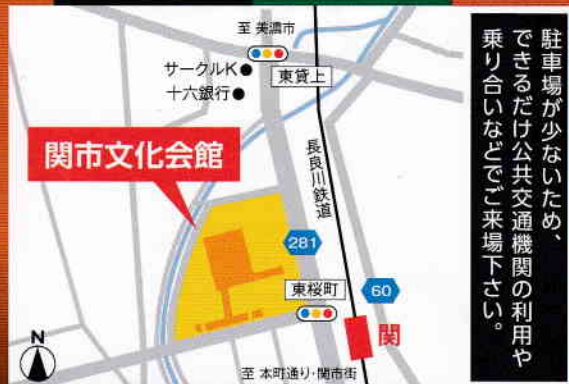 至 美濃市
サークルK
東貸上
十六銀行
関市文化会館
長良川鉄道
281
東桜町
60
関
N
至 本町通り・関市街
駐車場が少ないため、
できるだけ公共交通機関の利用や
乗り合いなどでご来場下さい。